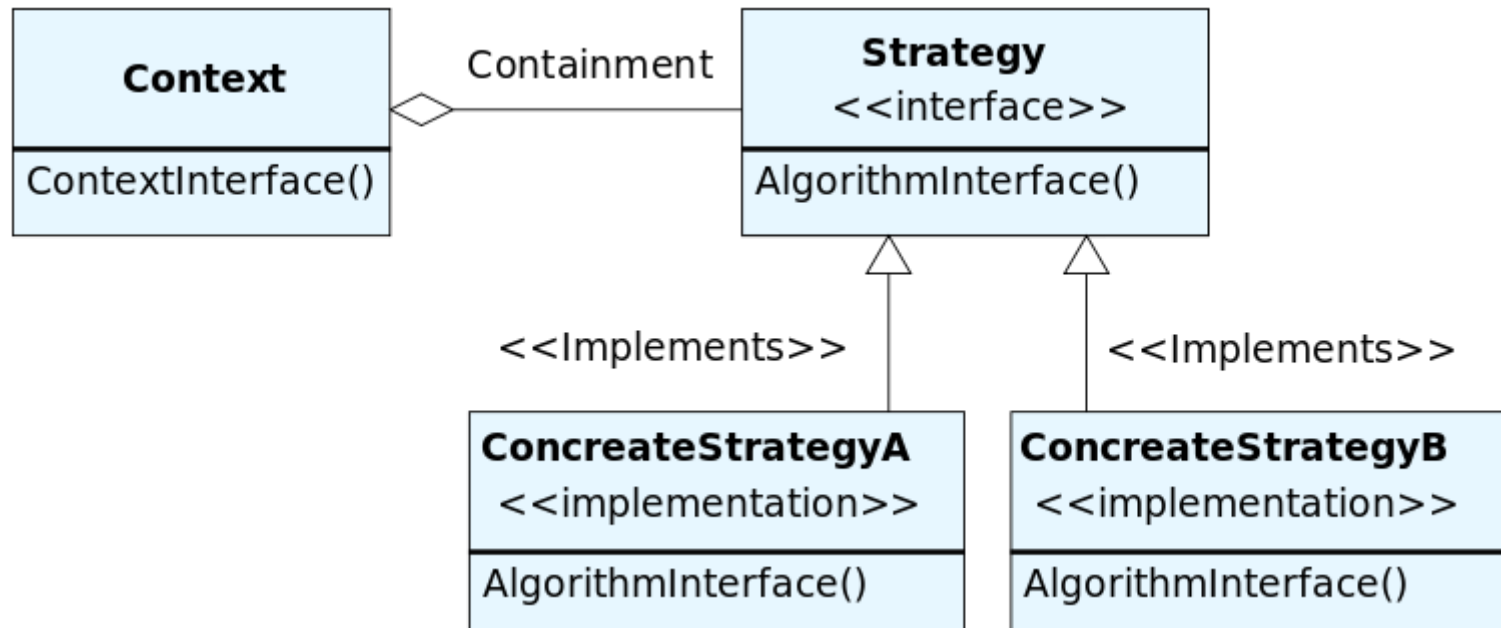 Context
ContextInterface()
Containment
Strategy
<<interface>>
AlgorithmInterface()
<<Implements>>
<<Implements>>
ConcreateStrategyA
<<implementation>>
AlgorithmInterface()
ConcreateStrategyB
<<implementation>>
AlgorithmInterface()